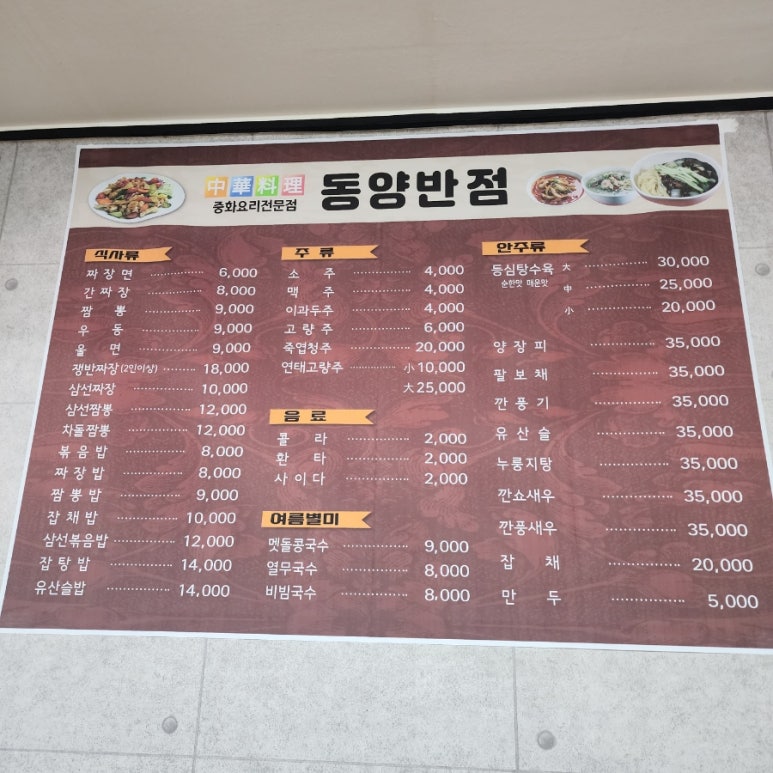 中華料理
중화요리전문점
동양반점
식사류
짜장면 6,000
간짜장 8,000
짬뽕 9,000
우동 9,000
울면 9,000
쟁반짜장(2인이상) 18,000
삼선짜장 10,000
삼선짬뽕 12,000
차돌짬뽕 12,000
볶음밥 8,000
짜장밥 8,000
짬뽕밥 9,000
잡채밥 10,000
삼선볶음밥 12,000
잡탕밥 14,000
유산슬밥 14,000
주류
소주 4,000
맥주 4,000
이과두주 4,000
고량주 6,000
죽엽청주 20,000
연태고량주 小 10,000
大 25,000
음료
콜라 2,000
환타 2,000
사이다 2,000
여름별미
멧돌콩국수 9,000
열무국수 8,000
비빔국수 8,000
안주류
등심탕수육 大 30,000
순한맛 매운맛 中 25,000
小 20,000
양장피 35,000
팔보채 35,000
깐풍기 35,000
유산슬 35,000
누룽지탕 35,000
깐쇼새우 35,000
깐풍새우 35,000
잡채 20,000
만두 5,000